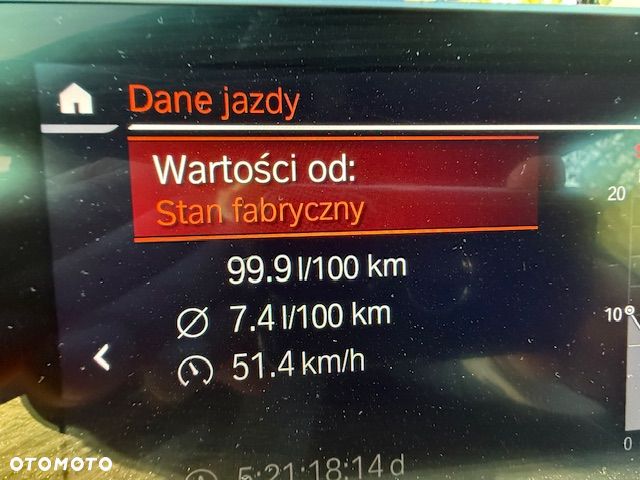 Dane jazdy
Wartości od:
Stan fabryczny
99.9 l/100 km
Ø 7.4 l/100 km
51.4 km/h
5:21:18:14 d
20
10
0
OTOMOTO